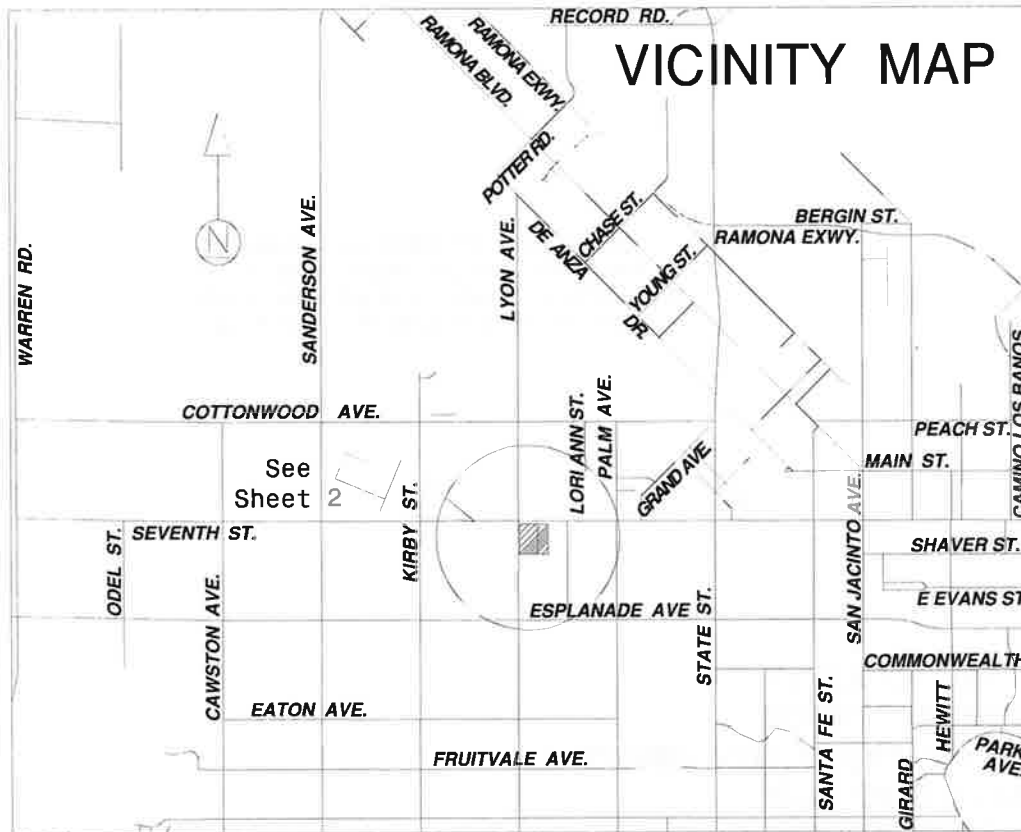 RECORD RD.
VICINITY MAP
RAMONA EXWY.
RAMONA BLVD.
POTTER RD.
N
WARREN RD.
SANDERSON AVE.
LYON AVE.
DE ANZA
DR.
CHASE ST.
YOUNG ST.
BERGIN ST.
RAMONA EXWY.
CAMINO LOS BANOS
COTTONWOOD AVE.
LORI ANN ST.
PALM AVE.
GRAND AVE.
PEACH ST.
MAIN ST.
See
Sheet 2
KIRBY ST.
SAN JACINTO AVE.
ODEL ST.
SEVENTH ST.
SHAVER ST.
E EVANS ST
ESPLANADE AVE
STATE ST.
CAWSTON AVE.
COMMONWEALTH
EATON AVE.
SANTA FE ST.
HEWITT
FRUITVALE AVE.
GIRARD
PARK
AVE.